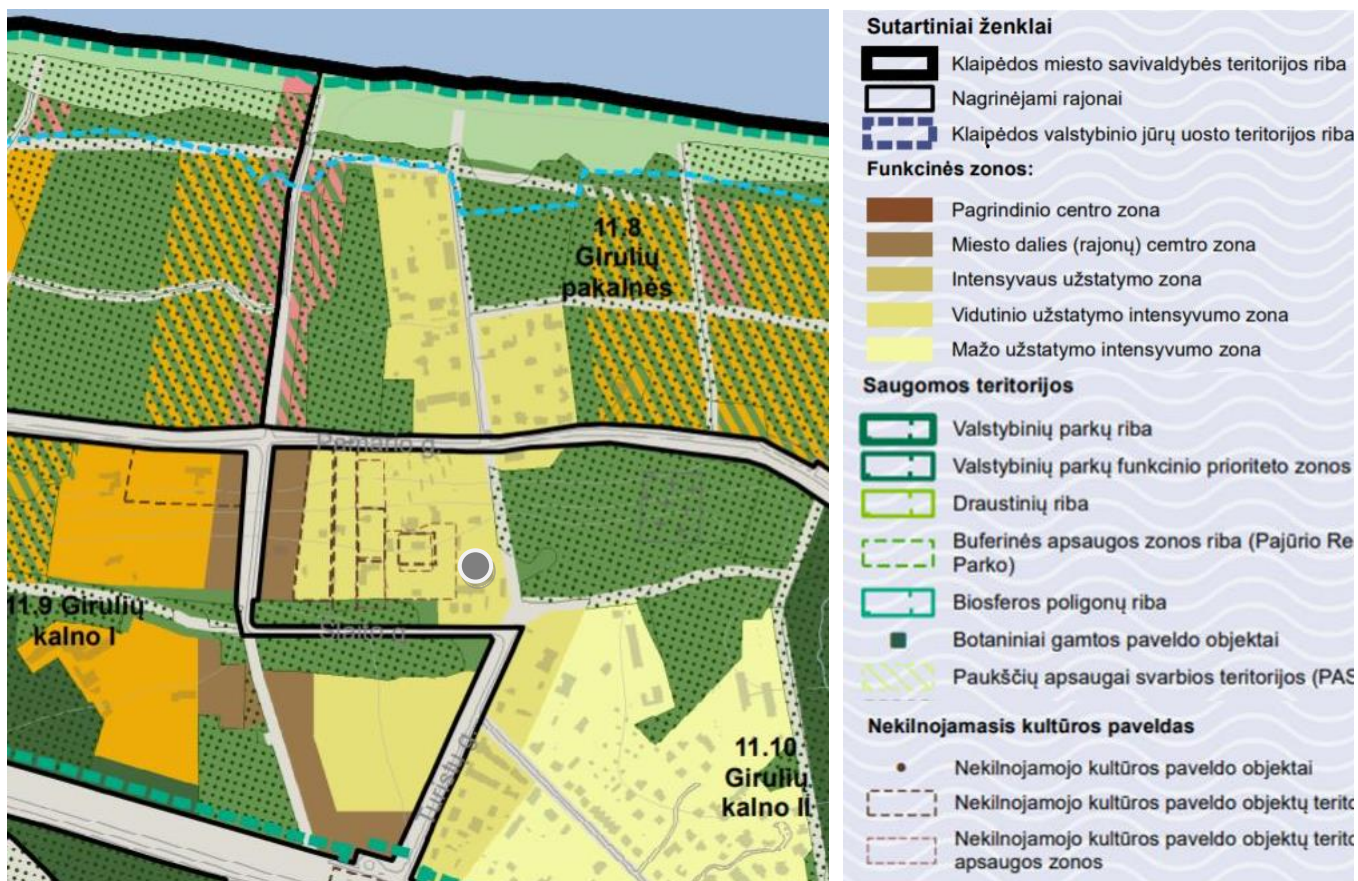 11.8
Girulių
pakalnės
Pamario g.
11.9 Girulių
kalno I
Šlaito g.
Turistų g.
11.10
Girulių
kalno II
Sutartiniai ženklai
Klaipėdos miesto savivaldybės teritorijos riba
Nagrinėjami rajonai
Klaipėdos valstybinio jūrų uosto teritorijos riba
Funkcinės zonos:
Pagrindinio centro zona
Miesto dalies (rajonų) cemtro zona
Intensyvaus užstatymo zona
Vidutinio užstatymo intensyvumo zona
Mažo užstatymo intensyvumo zona
Saugomos teritorijos
Valstybinių parkų riba
Valstybinių parkų funkcinio prioriteto zonos
Draustinių riba
Buferinės apsaugos zonos riba (Pajūrio Re
Parko)
Biosferos poligonų riba
Botaniniai gamtos paveldo objektai
Paukščių apsaugai svarbios teritorijos (PAS
Nekilnojamasis kultūros paveldas
Nekilnojamojo kultūros paveldo objektai
Nekilnojamojo kultūros paveldo objektų terito
Nekilnojamojo kultūros paveldo objektų terito
apsaugos zonos